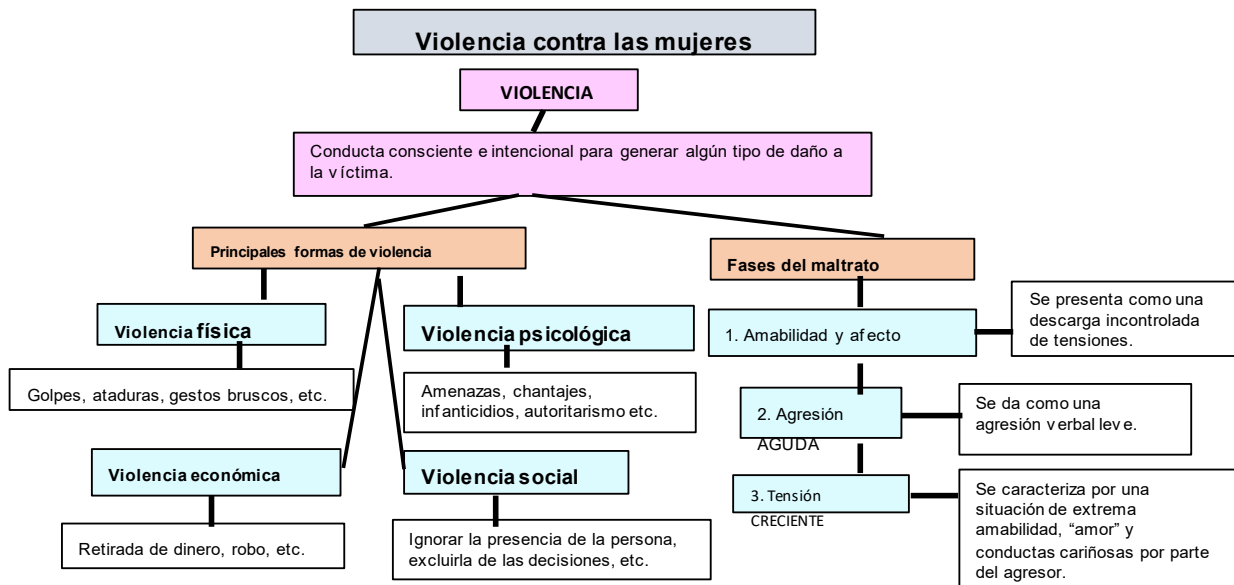 Violencia contra las mujeres
VIOLENCIA
Conducta consciente e intencional para generar algún tipo de daño a
la víctima.
Principales formas de violencia
Violencia física
Golpes, ataduras, gestos bruscos, etc.
Violencia psicológica
Amenazas, chantajes,
infanticidios, autoritarismo etc.
Violencia económica
Retirada de dinero, robo, etc.
Violencia social
Ignorar la presencia de la persona,
excluirla de las decisiones, etc.
Fases del maltrato
1. Amabilidad y afecto
Se presenta como una
descarga incontrolada
de tensiones.
2. Agresión
AGUDA
Se da como una
agresión verbal leve.
3. Tensión
CRECIENTE
Se caracteriza por una
situación de extrema
amabilidad, “amor” y
conductas cariñosas por parte
del agresor.